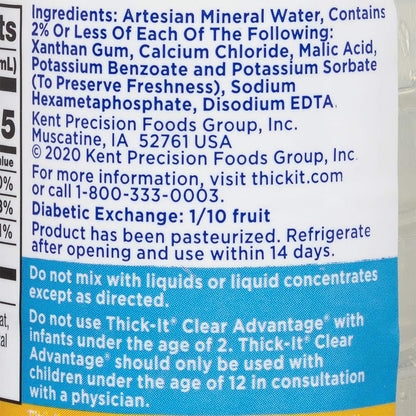 Ingredients: Artesian Mineral Water, Contains
2% Or Less of Each Of The Following:
Xanthan Gum, Calcium Chloride, Malic Acid,
Potassium Benzoate and Potassium Sorbate
(To Preserve Freshness), Sodium
Hexametaphosphate, Disodium EDTA.
Kent Precision Foods Group, Inc.
Muscatine, IA 52761 USA
© 2020 Kent Precision Foods Group, Inc
For more information, visit thickit.com
or call 1-800-333-0003.
Diabetic Exchange: 1/10 fruit
Product has been pasteurized. Refrigerate
after opening and use within 14 days.
Do not mix with liquids or liquid concentrates
except as directed.
Do not use Thick-It® Clear Advantage® with
infants under the age of 2. Thick-It® Clear
Advantage® should only be used with
children under the age of 12 in consultation
with a physician.